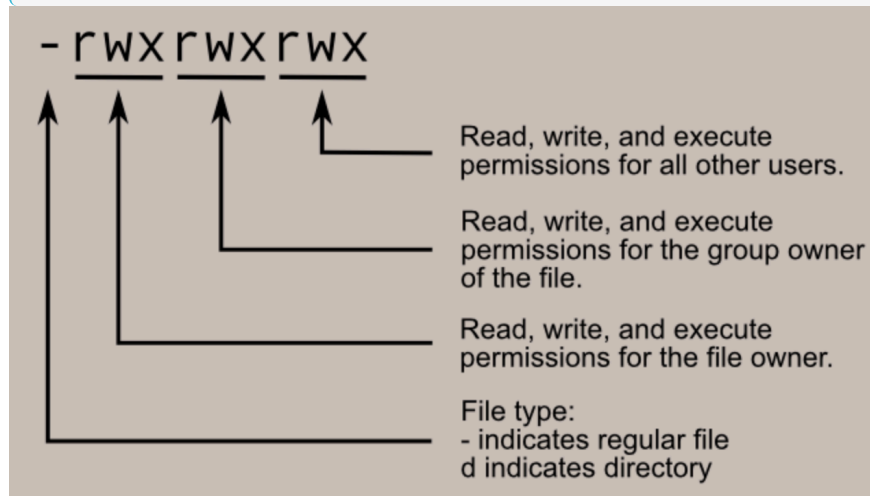 -rwxrwxrwx
Read, write, and execute
permissions for all other users.
Read, write, and execute
permissions for the group owner
of the file.
Read, write, and execute
permissions for the file owner.
File type:
- indicates regular file
d indicates directory